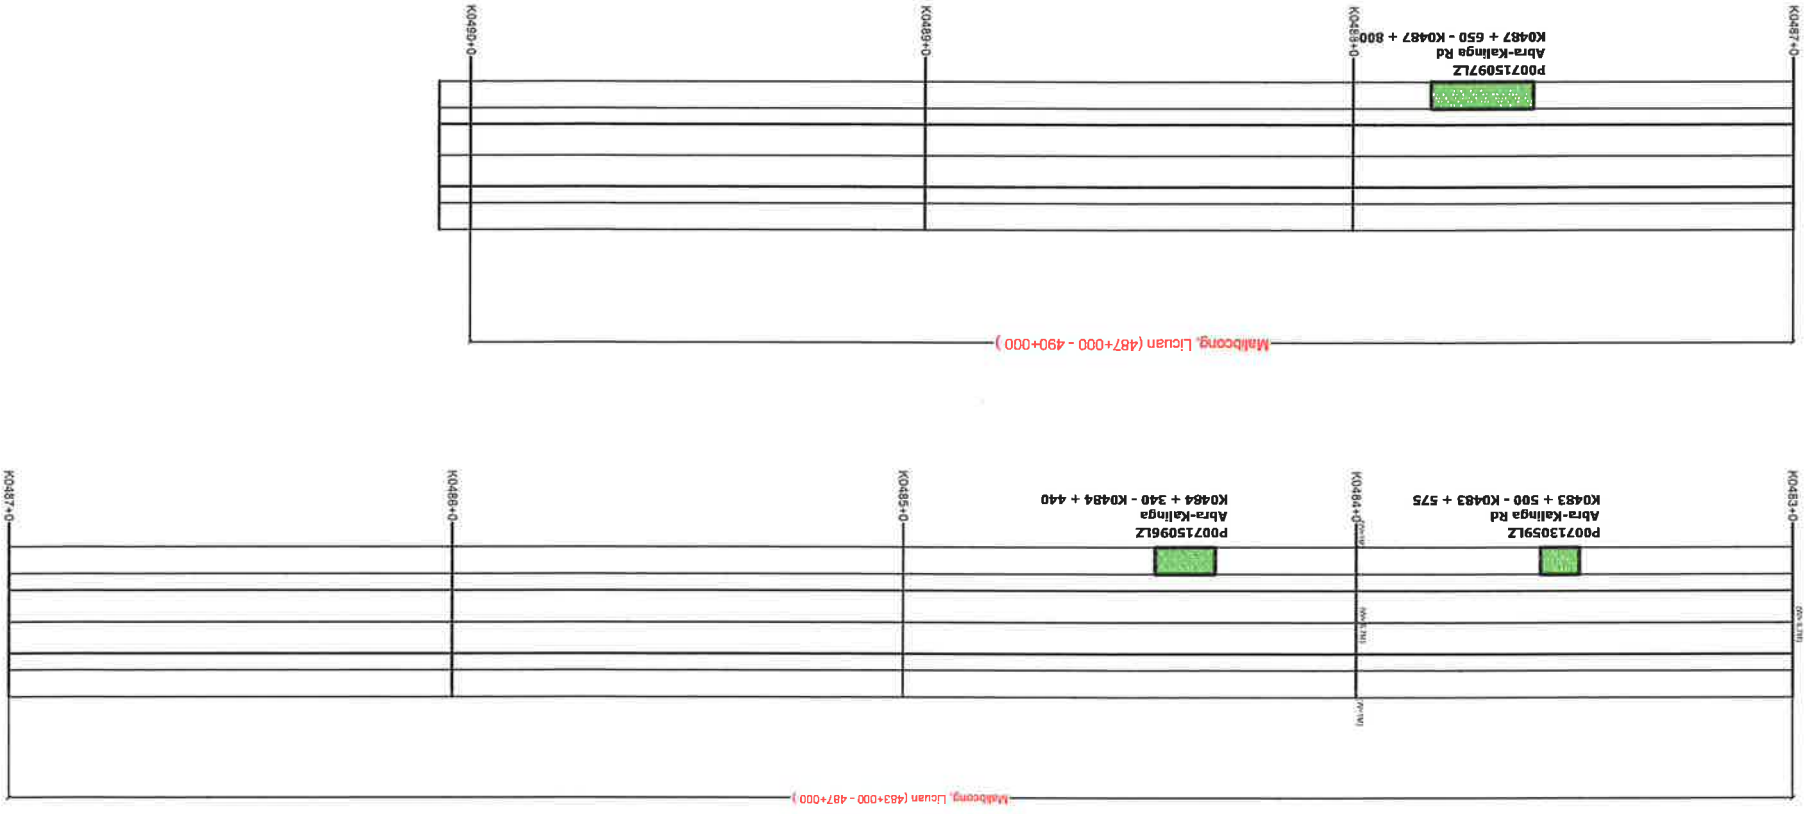 Malibcong, Licuan (483+000 - 487+000 )
P00713059LZ
Abra-Kalinga Rd
K0483 + 500 - K0483 + 575
P00715096LZ
Abra-Kalinga
K0464 + 340 - K0484 + 440
K0483+0
K0484+0
K0485+0
K0486+0
K0487+0
Malibcong, Licuan (487+000 - 490+000 )
P00715097LZ
Abra-Kalinga Rd
K0487 + 650 - K0487 + 800
K0487+0
K0488+0
K0489+0
K0490+0